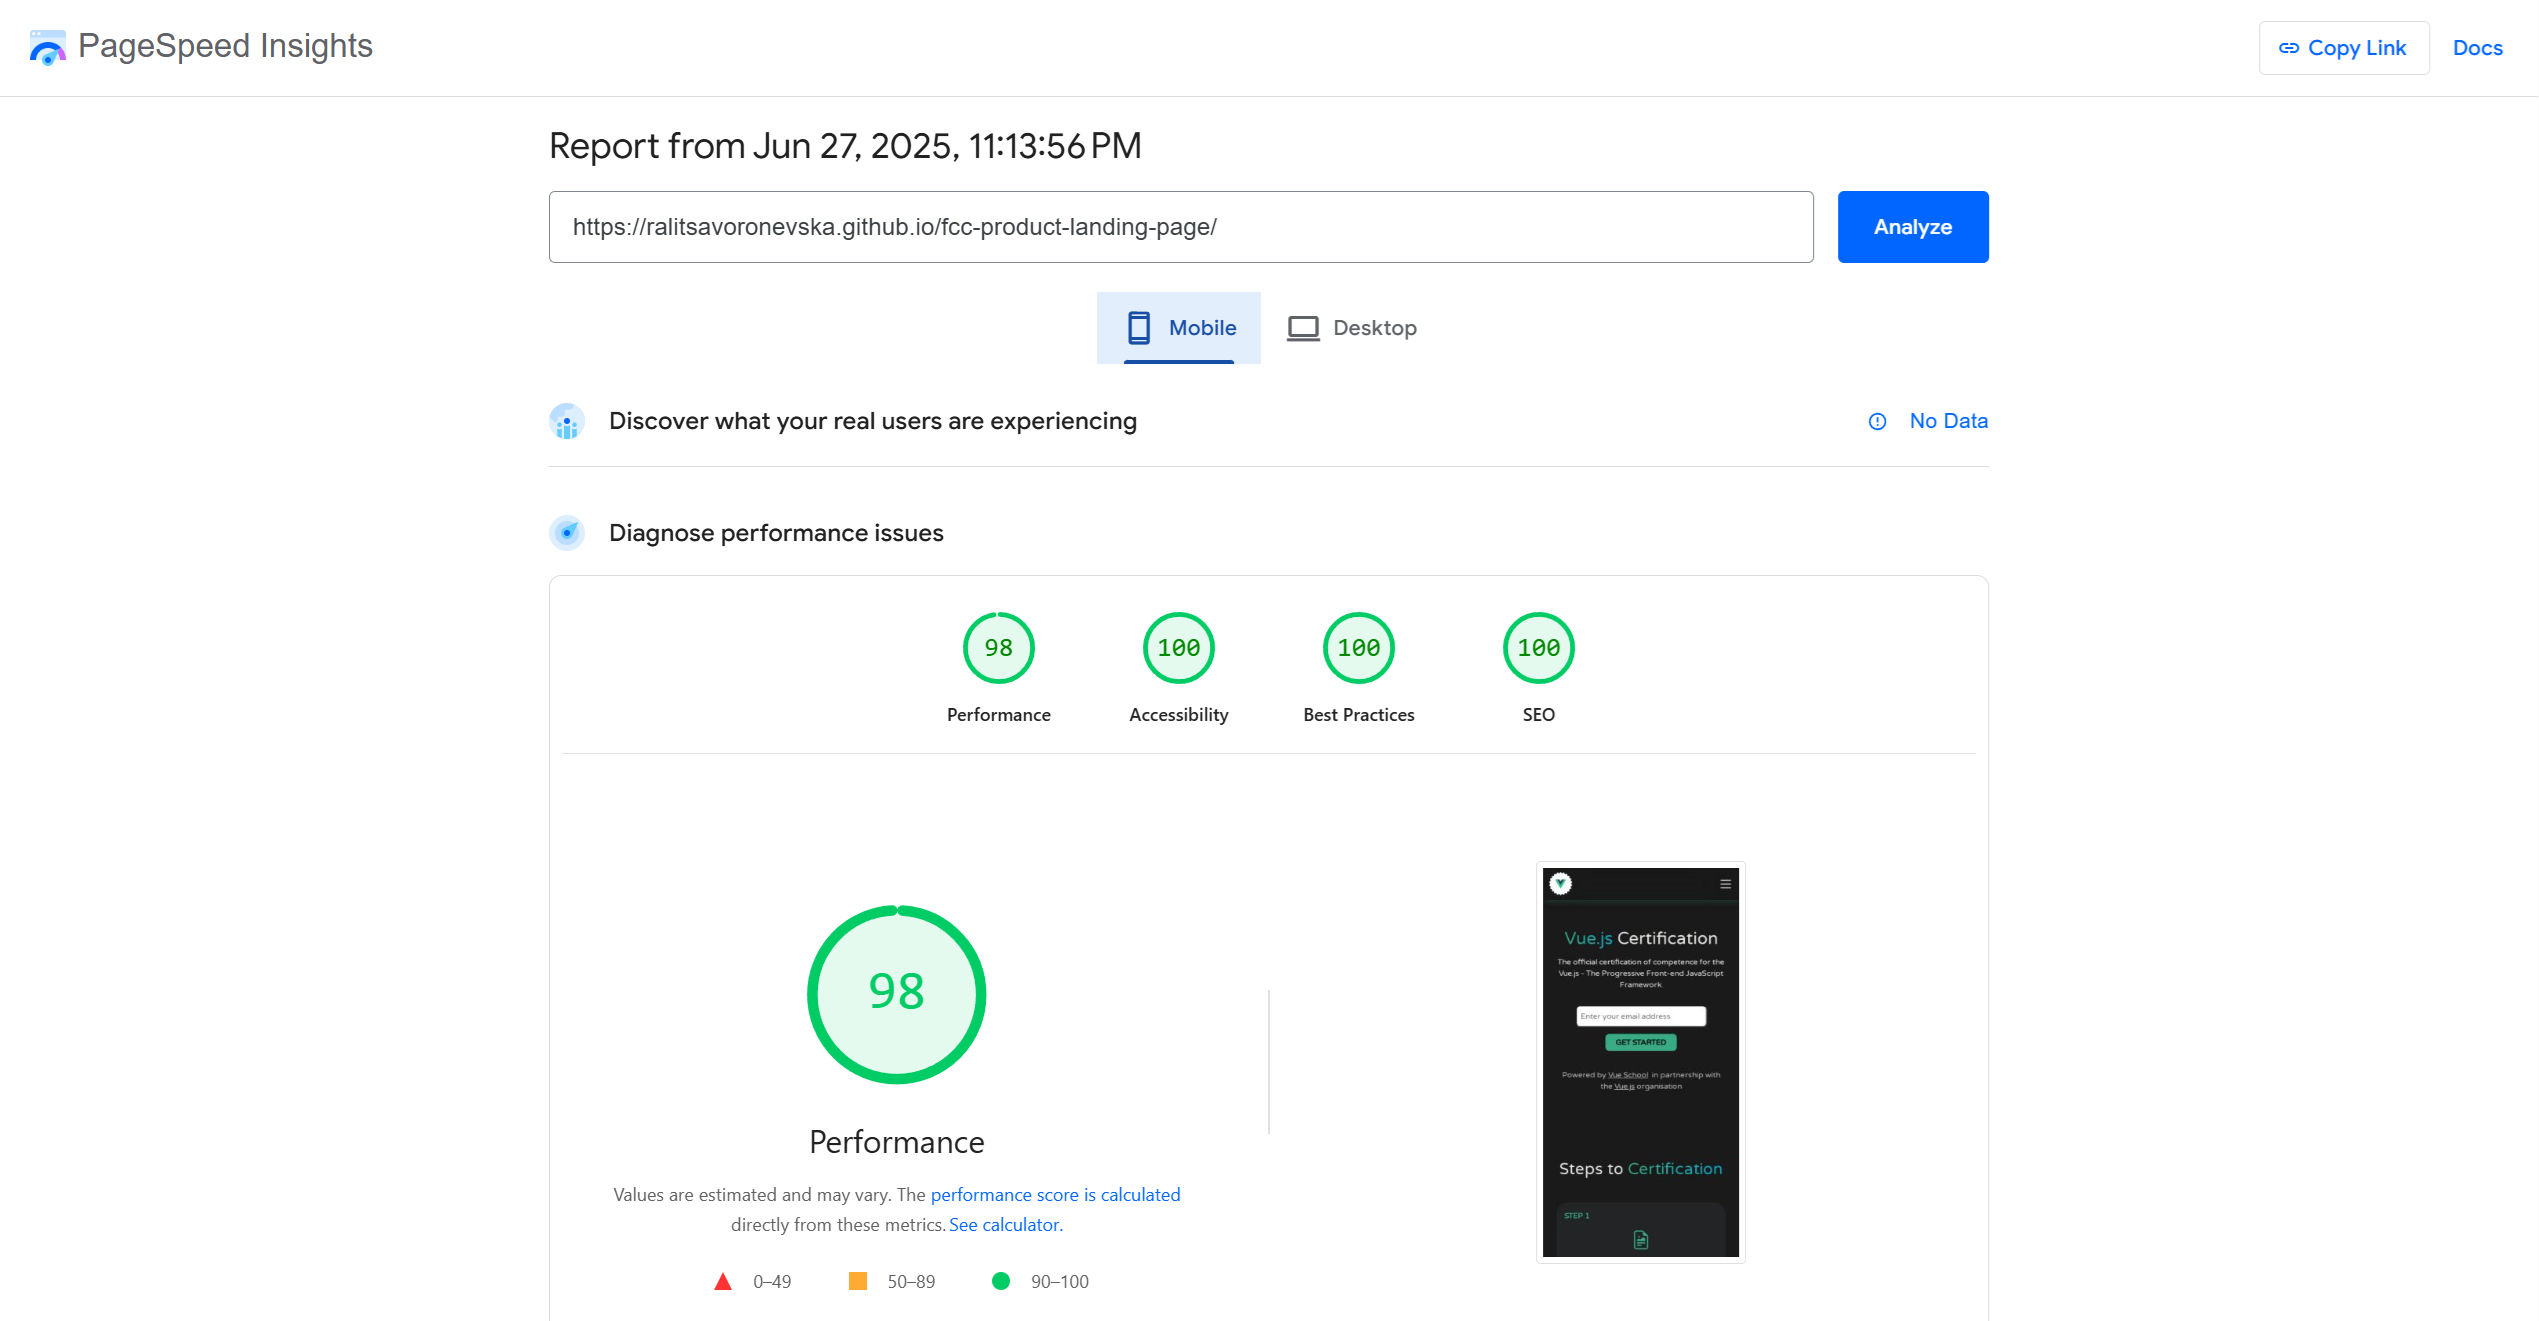 PageSpeed Insights
Copy Link
Docs
Report from Jun 27, 2025, 11:13:56 PM
https://ralitsavoronevska.github.io/fcc-product-landing-page/
Analyze
Mobile
Desktop
Discover what your real users are experiencing
No Data
Diagnose performance issues
98
100
100
100
Performance
Accessibility
Best Practices
SEO
98
Performance
Values are estimated and may vary. The performance score is calculated
directly from these metrics. See calculator.
0–49
50–89
90–100
Vue.js Certification
The official certification of competence for the
Vue.js - The Progressive Front-end JavaScript
Framework.
Enter your email address
GET STARTED
Powered by Vue School in partnership with
the Vue.js organisation
Steps to Certification
STEP 1